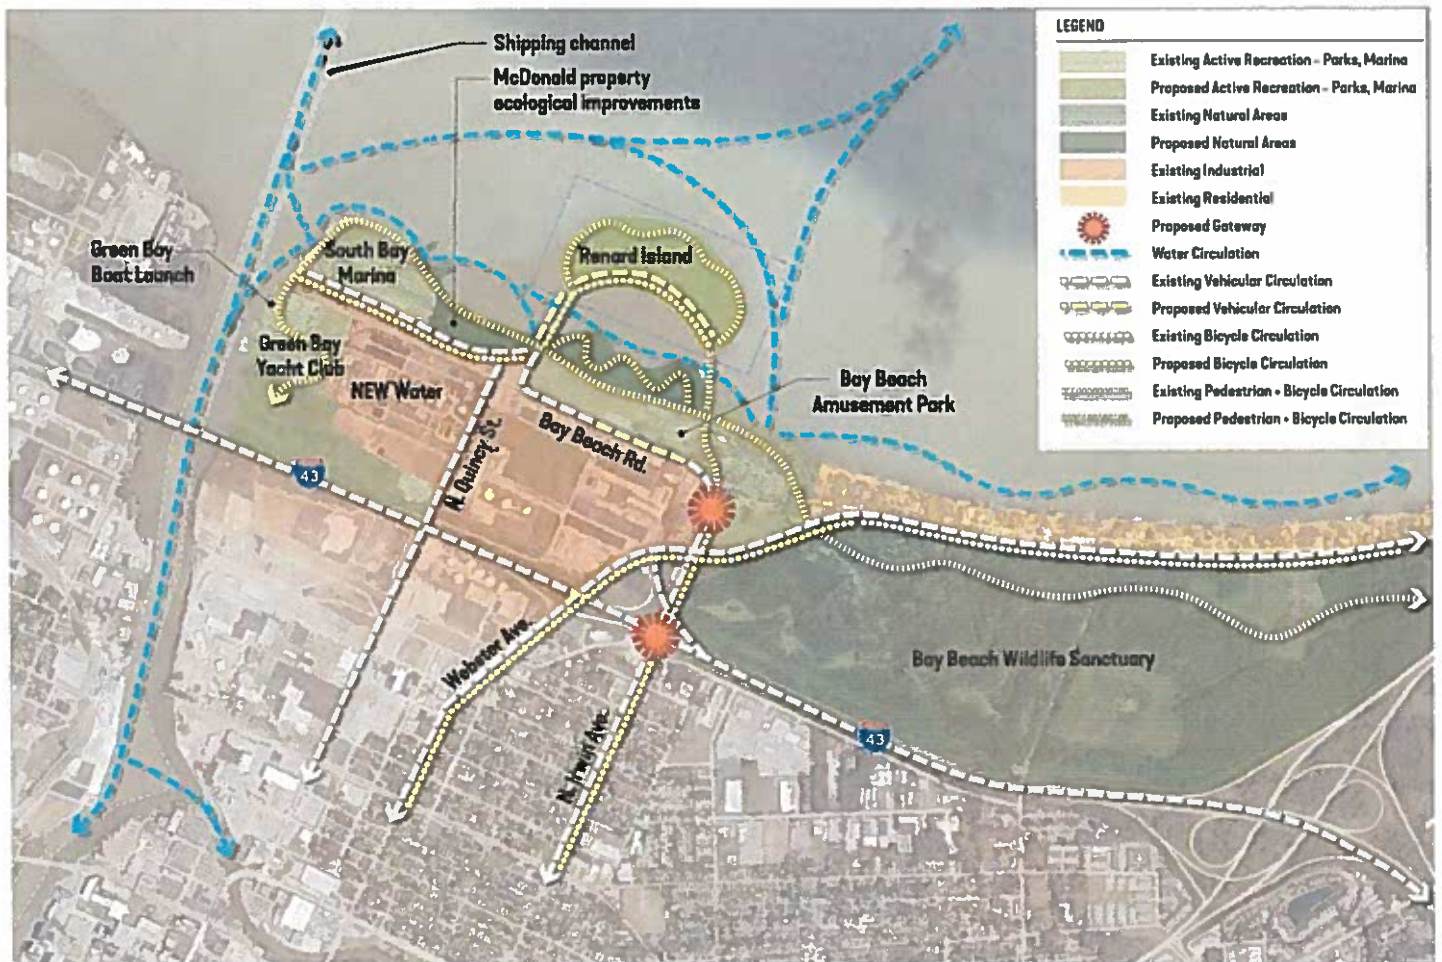 Shipping channel
McDonald property
ecological improvements
LEGEND
Existing Active Recreation - Parks, Marina
Proposed Active Recreation - Parks, Marina
Existing Natural Areas
Proposed Natural Areas
Existing Industrial
Existing Residential
Proposed Gateway
Water Circulation
Existing Vehicular Circulation
Proposed Vehicular Circulation
Existing Bicycle Circulation
Proposed Bicycle Circulation
Existing Pedestrian + Bicycle Circulation
Proposed Pedestrian + Bicycle Circulation
Green Bay
Boat Launch
South Bay
Marina
Renard Island
Green Bay
Yacht Club
NEW Water
Bay Beach
Amusement Park
Bay Beach Rd.
N. Quincy St.
43
Webster Ave.
Bay Beach Wildlife Sanctuary
N. Irwin Ave.
43